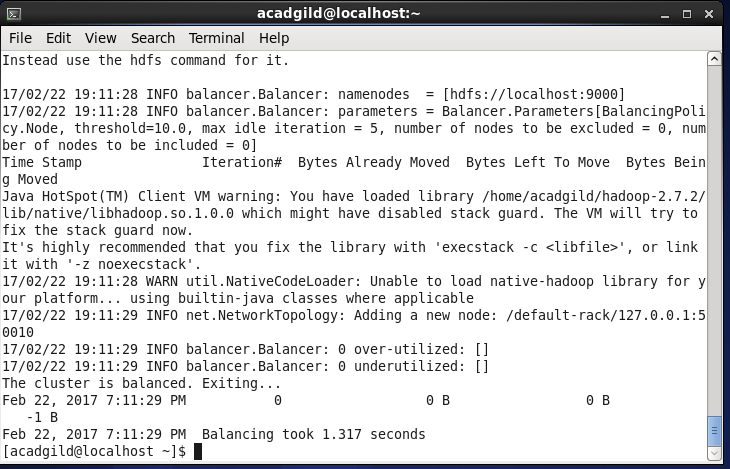 acadgild@localhost:~
File Edit View Search Terminal Help
Instead use the hdfs command for it.
17/02/22 19:11:28 INFO balancer.Balancer: namenodes  = [hdfs://localhost:9000]
17/02/22 19:11:28 INFO balancer.Balancer: parameters = Balancer.Parameters[BalancingPoli
cy.Node, threshold=10.0, max idle iteration = 5, number of nodes to be excluded = 0, num
ber of nodes to be included = 0]
Time Stamp               Iteration#  Bytes Already Moved  Bytes Left To Move  Bytes Bein
g Moved
Java HotSpot(TM) Client VM warning: You have loaded library /home/acadgild/hadoop-2.7.2/
lib/native/libhadoop.so.1.0.0 which might have disabled stack guard. The VM will try to
fix the stack guard now.
It's highly recommended that you fix the library with 'execstack -c <libfile>', or link
it with '-z noexecstack'.
17/02/22 19:11:28 WARN util.NativeCodeLoader: Unable to load native-hadoop library for y
our platform... using builtin-java classes where applicable
17/02/22 19:11:29 INFO net.NetworkTopology: Adding a new node: /default-rack/127.0.0.1:5
0010
17/02/22 19:11:29 INFO balancer.Balancer: 0 over-utilized: []
17/02/22 19:11:29 INFO balancer.Balancer: 0 underutilized: []
The cluster is balanced. Exiting...
Feb 22, 2017 7:11:29 PM           0                  0 B                 0 B
   -1 B
Feb 22, 2017 7:11:29 PM  Balancing took 1.317 seconds
[acadgild@localhost ~]$